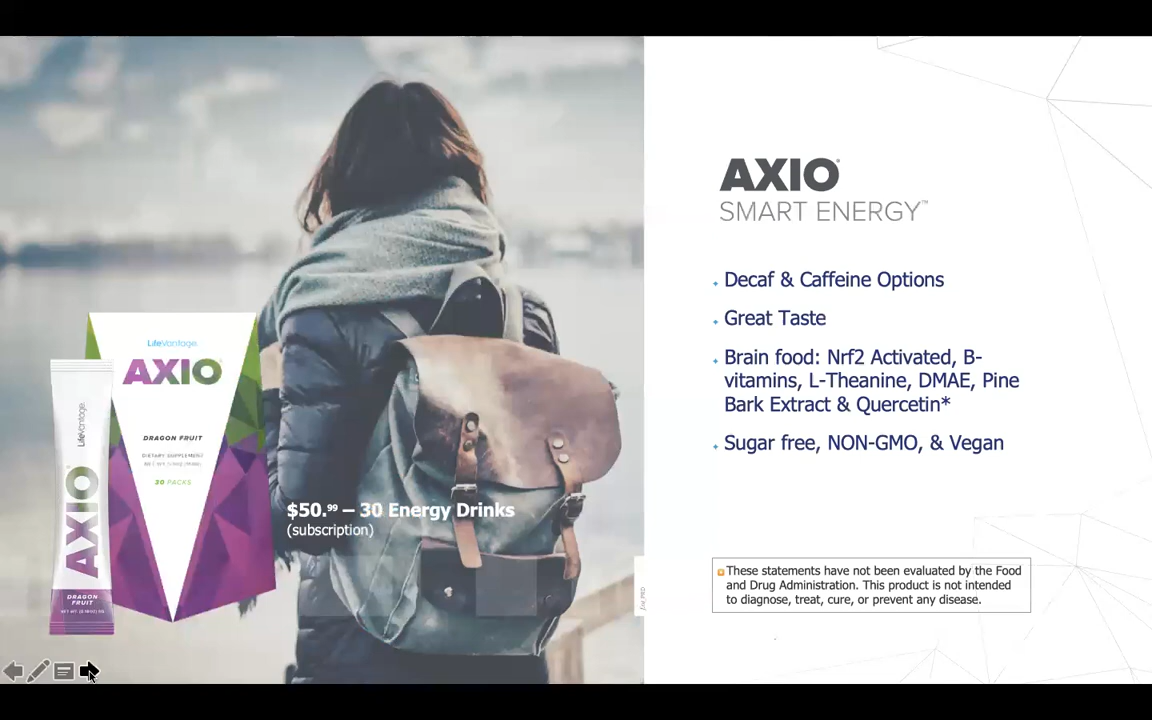 AXIO®
SMART ENERGY™
Decaf & Caffeine Options
Great Taste
Brain food: Nrf2 Activated, B-
vitamins, L-Theanine, DMAE, Pine
Bark Extract & Quercetin*
Sugar free, NON-GMO, & Vegan
These statements have not been evaluated by the Food
and Drug Administration. This product is not intended
to diagnose, treat, cure, or prevent any disease.
$50.99 – 30 Energy Drinks
(subscription)
LifeVantage.
AXIO
DRAGON FRUIT
DIETARY SUPPLEMENT
30 PACKS
LifeVantage.
AXIO
DRAGON
FRUIT